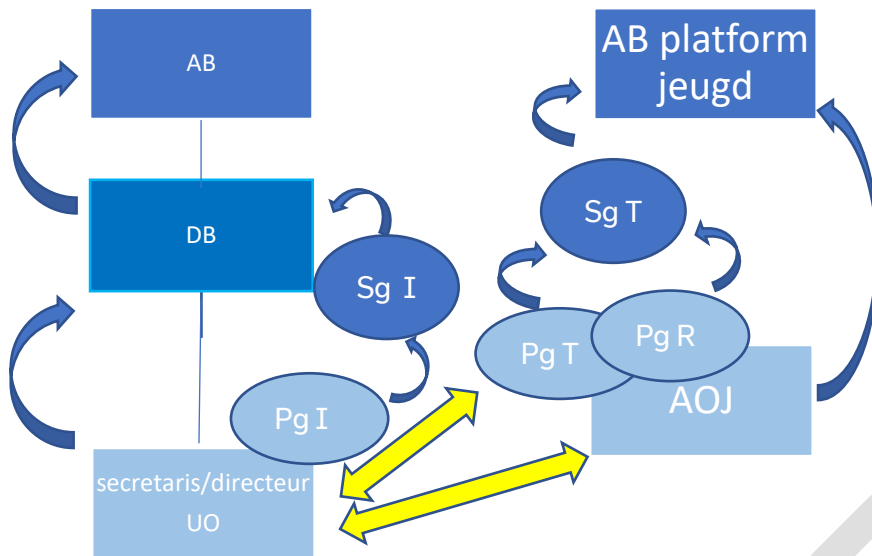 AB
AB platform
jeugd
DB
Sg T
Sg I
Pg T
Pg R
AOJ
Pg I
secretaris/directeur
UO